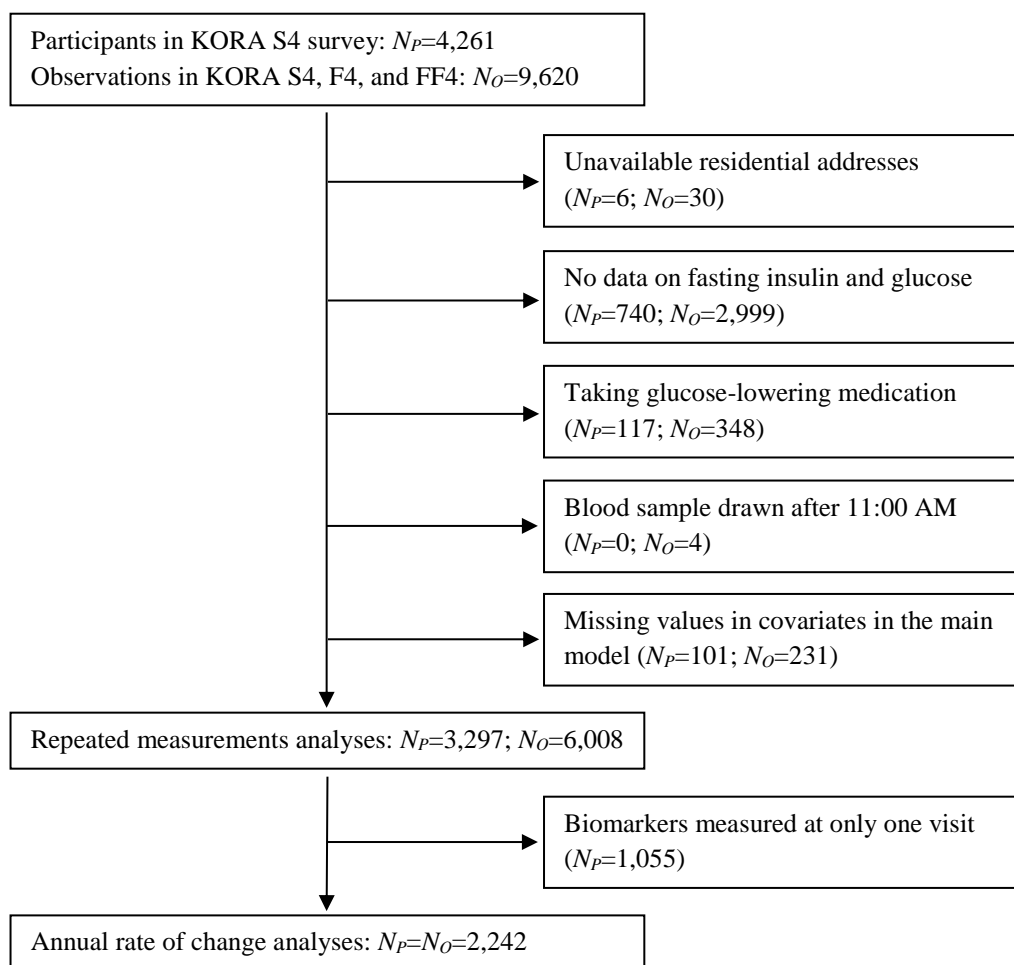 Participants in KORA S4 survey: NP=4,261
Observations in KORA S4, F4, and FF4: NO=9,620
Unavailable residential addresses
(NP=6; NO=30)
No data on fasting insulin and glucose
(NP=740; NO=2,999)
Taking glucose-lowering medication
(NP=117; NO=348)
Blood sample drawn after 11:00 AM
(NP=0; NO=4)
Missing values in covariates in the main
model (NP=101; NO=231)
Repeated measurements analyses: NP=3,297; NO=6,008
Biomarkers measured at only one visit
(NP=1,055)
Annual rate of change analyses: NP=NO=2,242